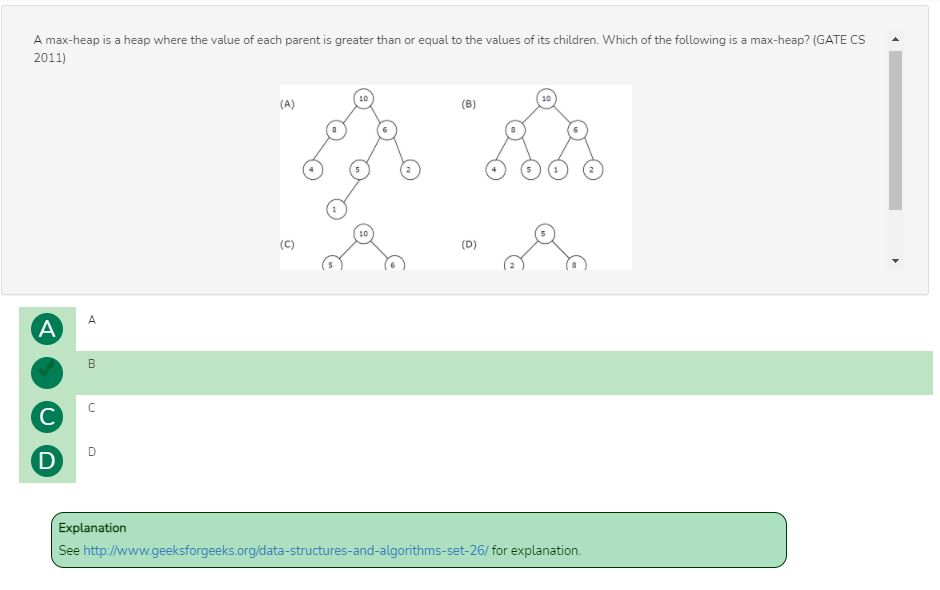 A max-heap is a heap where the value of each parent is greater than or equal to the values of its children. Which of the following is a max-heap? (GATE CS
2011)
(A)
10
8
6
4
5
2
1
(B)
10
8
6
4
5
1
2
(C)
10
5
6
(D)
5
2
8
A
A
B
C
C
D
D
Explanation
See http://www.geeksforgeeks.org/data-structures-and-algorithms-set-26/ for explanation.